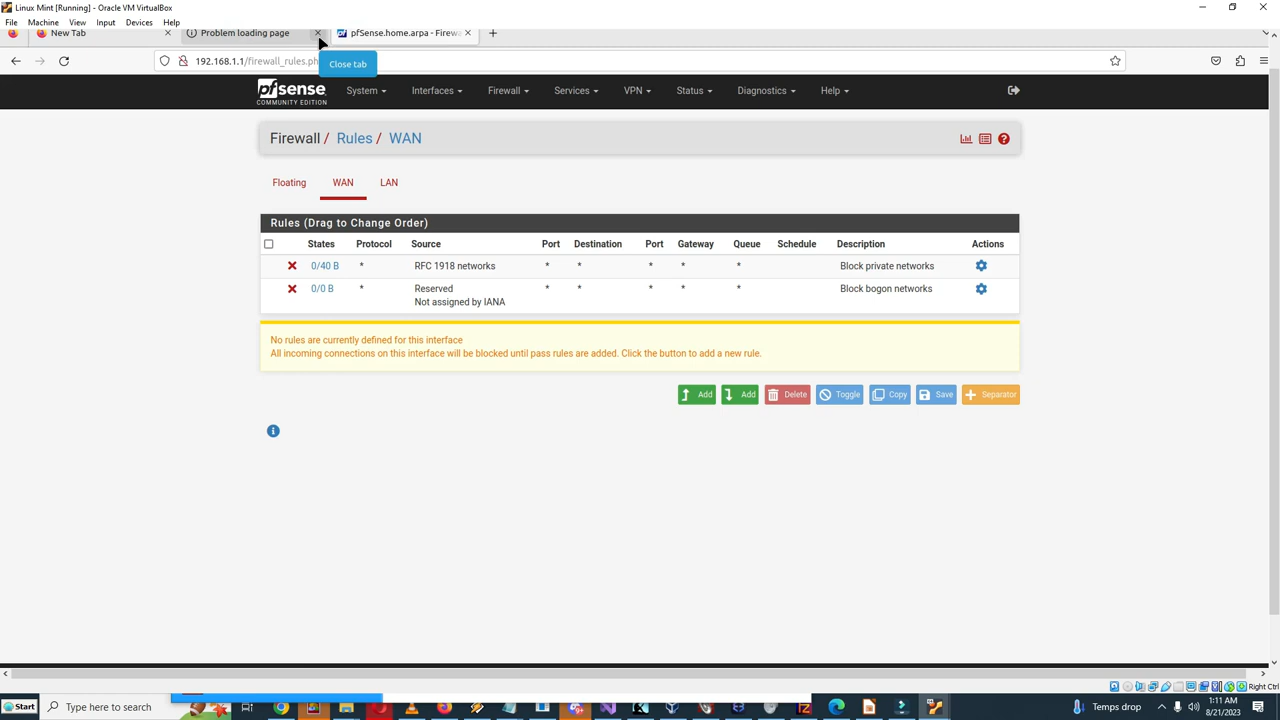 Linux Mint [Running] - Oracle VM VirtualBox
File Machine View Input Devices Help
New Tab
Problem loading page
pfSense.home.arpa - Firewa
192.168.1.1/firewall_rules.ph
Close tab
pfsense
COMMUNITY EDITION
System Interfaces Firewall Services VPN Status Diagnostics Help
Firewall / Rules / WAN
Floating WAN LAN
Rules (Drag to Change Order)
States Protocol Source Port Destination Port Gateway Queue Schedule Description Actions
0/40 B * RFC 1918 networks * * * * * Block private networks
0/0 B * Reserved * * * * * Block bogon networks
Not assigned by IANA
No rules are currently defined for this interface
All incoming connections on this interface will be blocked until pass rules are added. Click the button to add a new rule.
Add Add Delete Toggle Copy Save Separator
Right Ctrl
Start
Type here to search
Temps drop
1:11 AM
8/21/2023